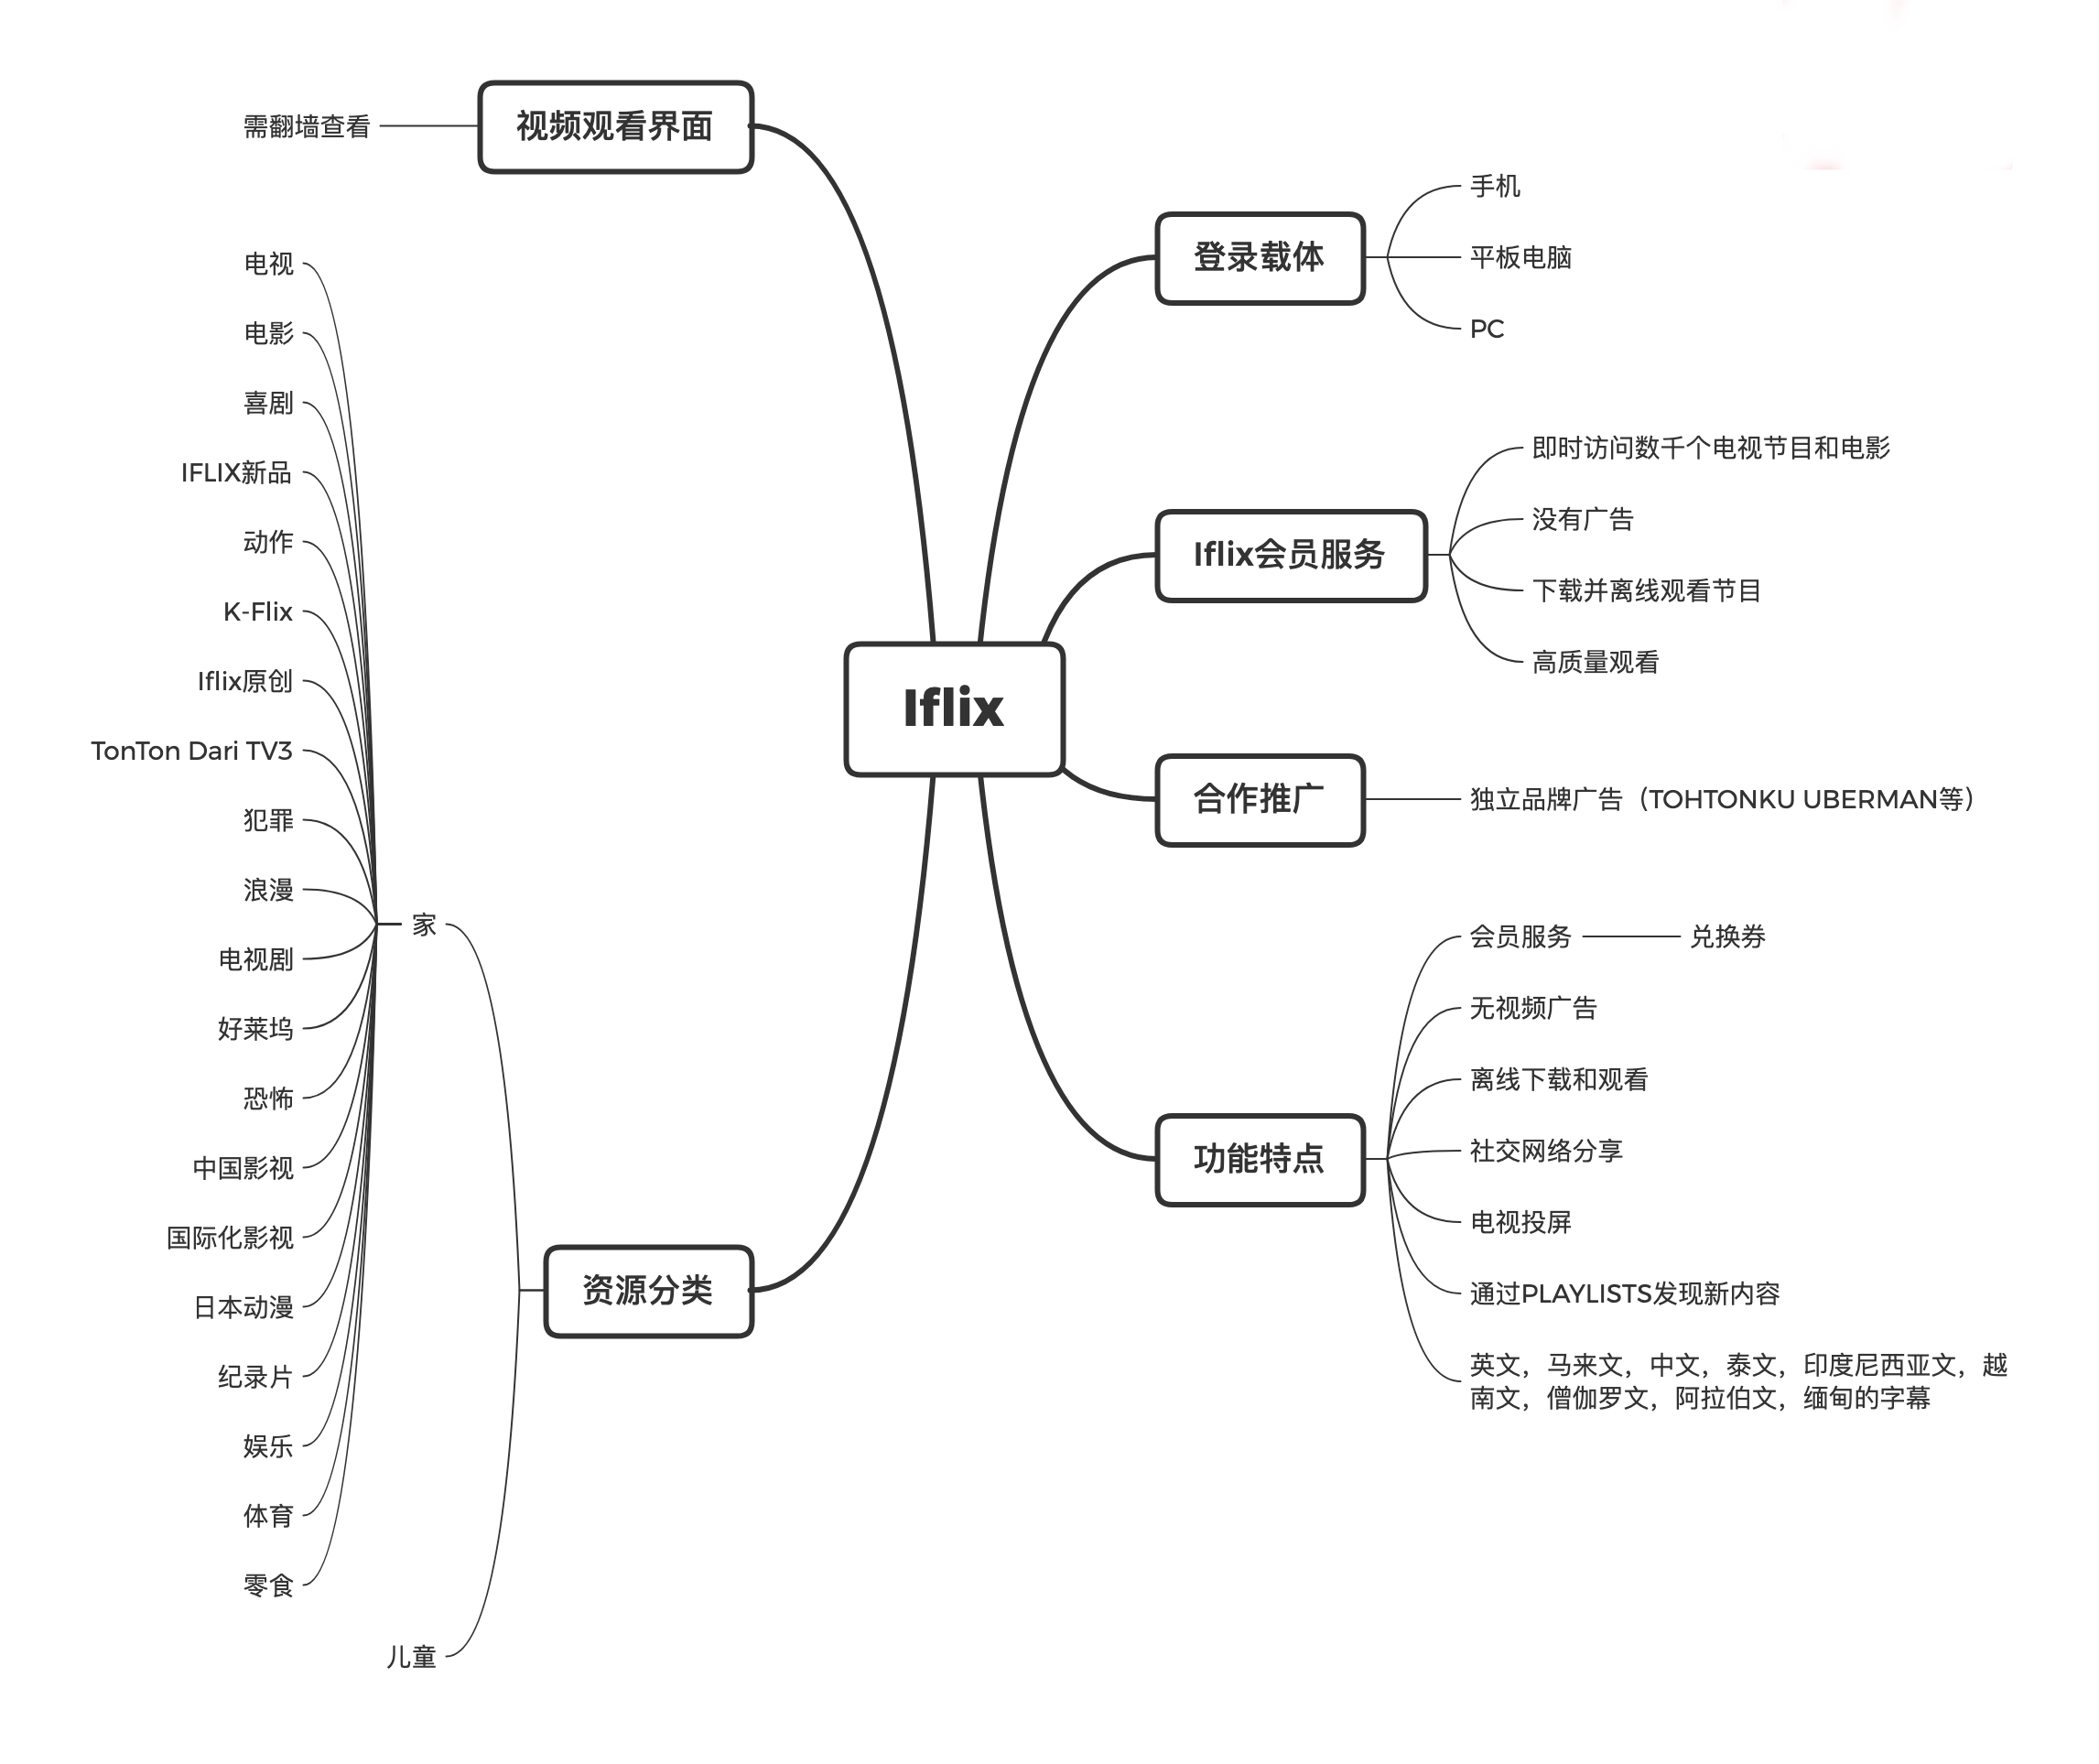 Iflix
登录载体
手机
平板电脑
PC
Iflix会员服务
即时访问数千个电视节目和电影
没有广告
下载并离线观看节目
高质量观看
合作推广
独立品牌广告（TOHTONKU UBERMAN等）
功能特点
会员服务
兑换券
无视频广告
离线下载和观看
社交网络分享
电视投屏
通过PLAYLISTS发现新内容
英文，马来文，中文，泰文，印度尼西亚文，越
南文，僧伽罗文，阿拉伯文，缅甸的字幕
视频观看界面
需翻墙查看
资源分类
家
电视
电影
喜剧
IFLIX新品
动作
K-Flix
Iflix原创
TonTon Dari TV3
犯罪
浪漫
电视剧
好莱坞
恐怖
中国影视
国际化影视
日本动漫
纪录片
娱乐
体育
零食
儿童